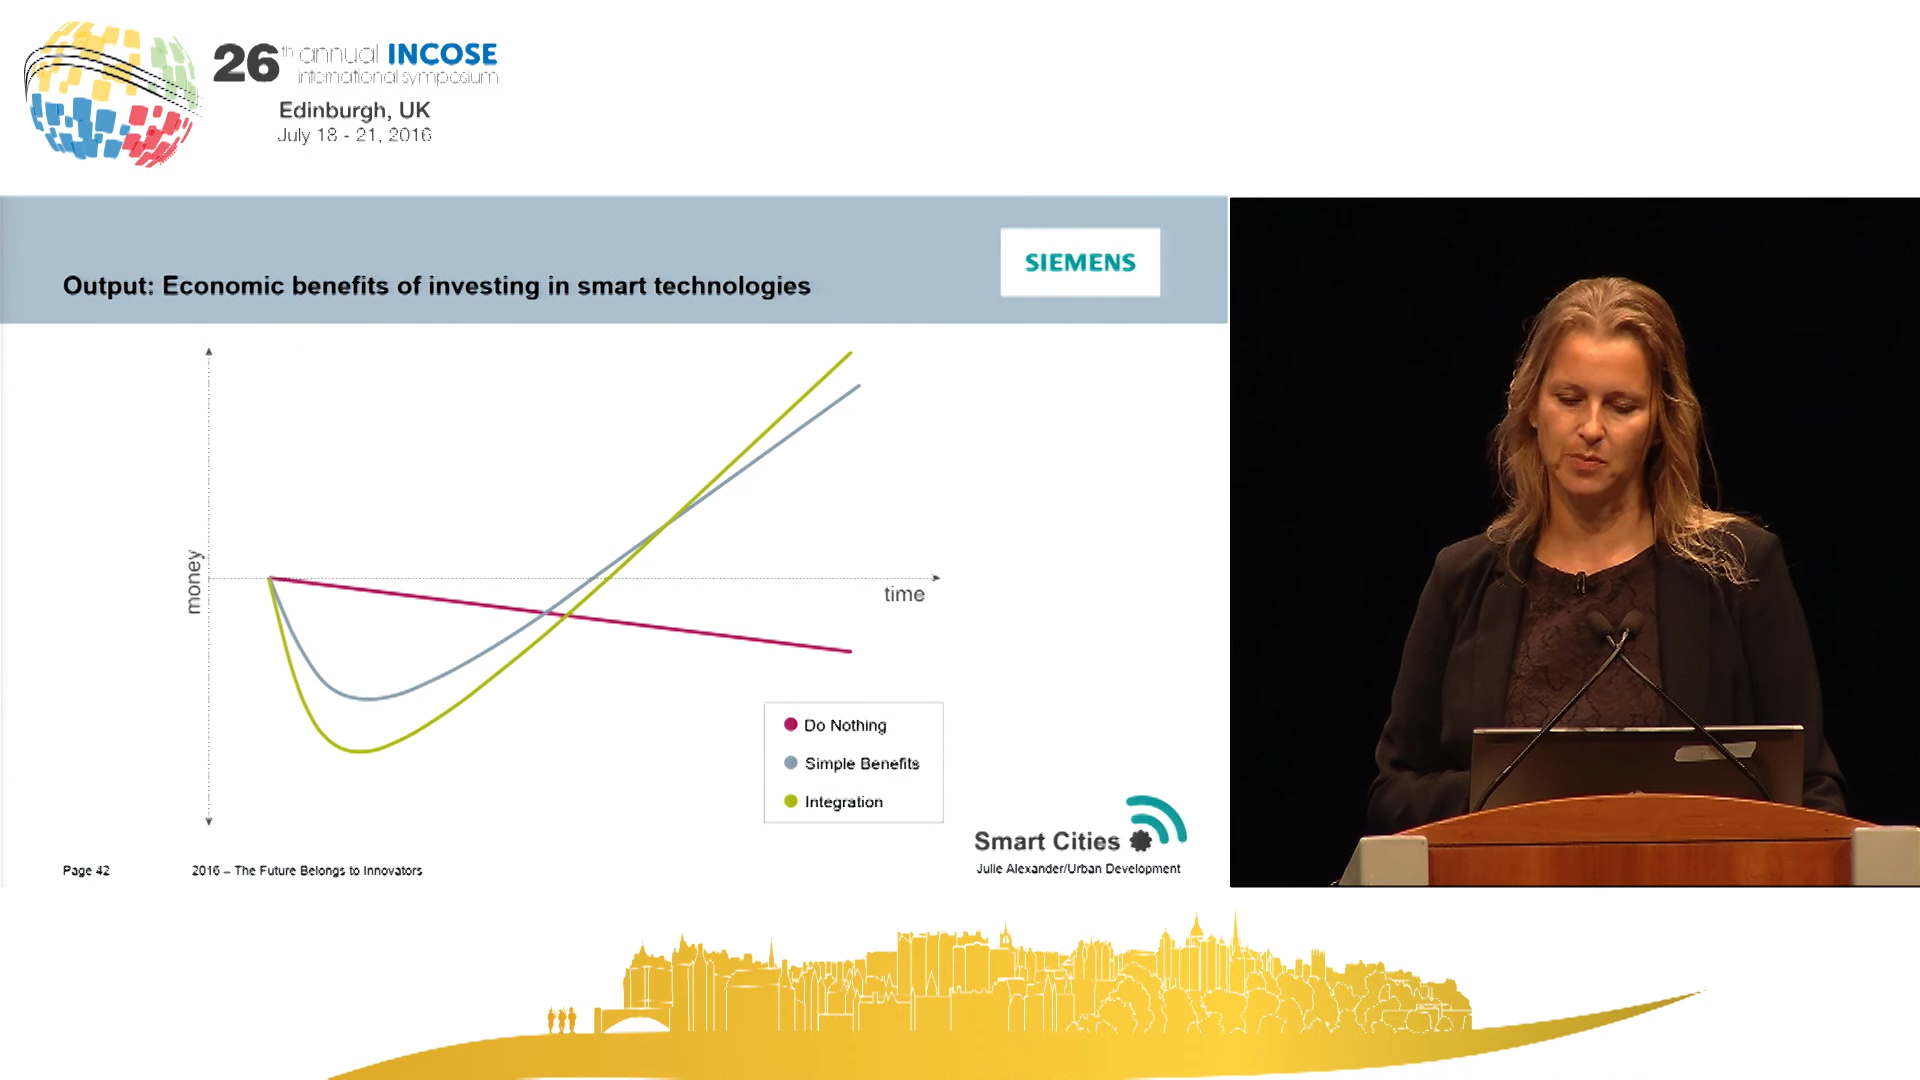 26th annual INCOSE
international symposium
Edinburgh, UK
July 18 - 21, 2016
Output: Economic benefits of investing in smart technologies
SIEMENS
money
time
Do Nothing
Simple Benefits
Integration
Smart Cities
Page 42
2016 – The Future Belongs to Innovators
Julie Alexander/Urban Development